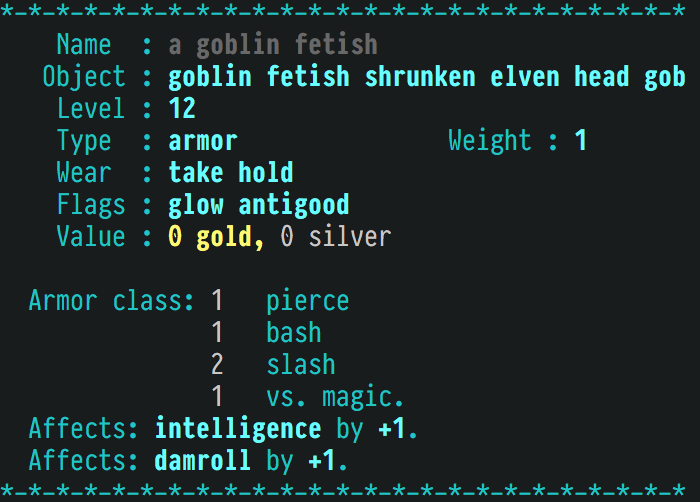 *-*-*-*-*-*-*-*-*-*-*-*-*-*-*-*-*-*-*-*-*-*-*-*-*
Name : a goblin fetish
Object : goblin fetish shrunken elven head gob
Level : 12
Type : armor Weight : 1
Wear : take hold
Flags : glow antigood
Value : 0 gold, 0 silver
Armor class: 1 pierce
1 bash
2 slash
1 vs. magic.
Affects: intelligence by +1.
Affects: damroll by +1.
*-*-*-*-*-*-*-*-*-*-*-*-*-*-*-*-*-*-*-*-*-*-*-*-*